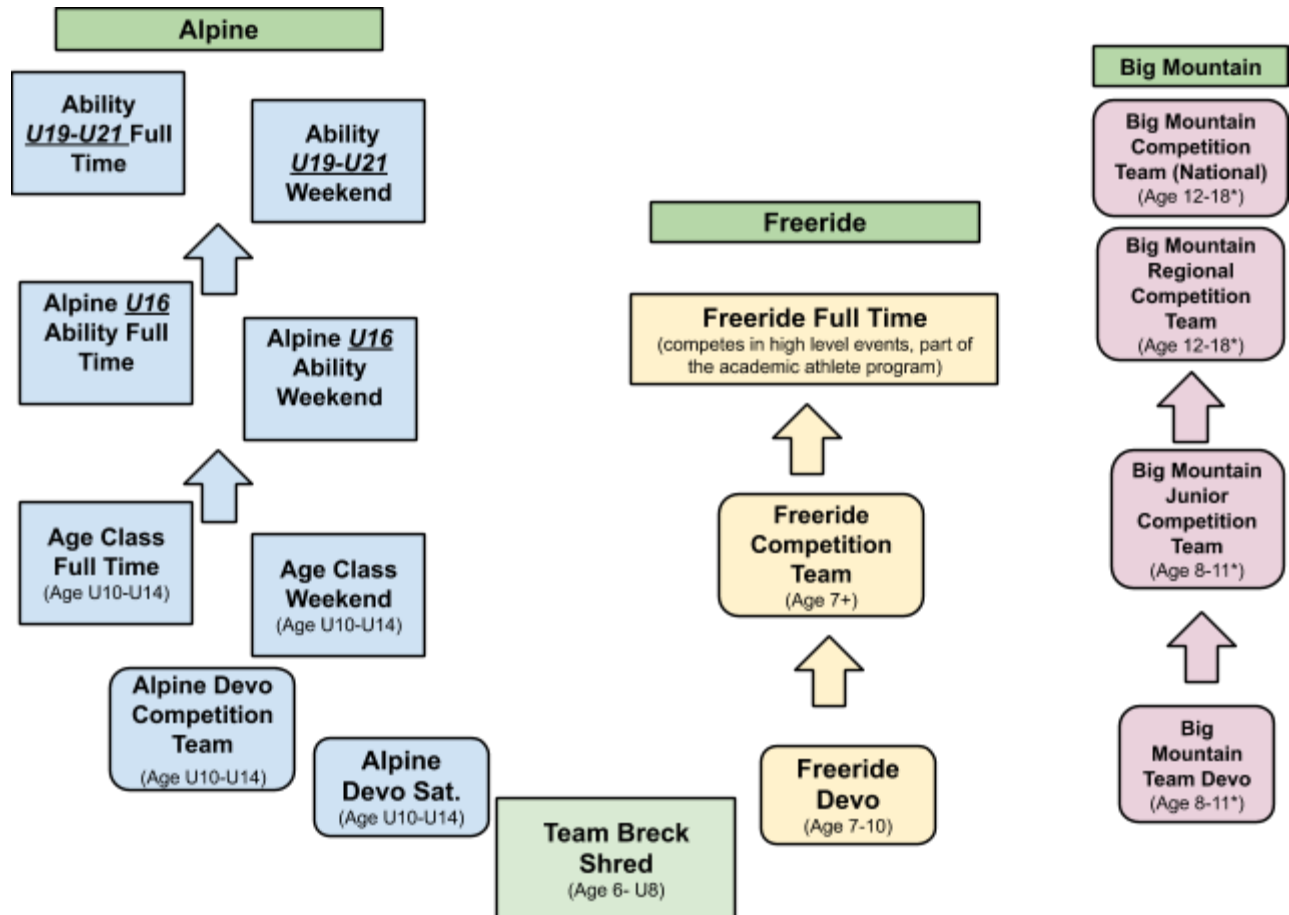 Alpine
Ability
U19-U21 Full
Time
Ability
U19-U21
Weekend
Alpine U16
Ability Full
Time
Alpine U16
Ability
Weekend
Age Class
Full Time
(Age U10-U14)
Age Class
Weekend
(Age U10-U14)
Alpine Devo
Competition
Team
(Age U10-U14)
Alpine
Devo Sat.
(Age U10-U14)
Team Breck
Shred
(Age 6- U8)
Freeride
Freeride Full Time
(competes in high level events, part of
the academic athlete program)
Freeride
Competition
Team
(Age 7+)
Freeride
Devo
(Age 7-10)
Big Mountain
Big Mountain
Competition
Team (National)
(Age 12-18*)
Big Mountain
Regional
Competition
Team
(Age 12-18*)
Big Mountain
Junior
Competition
Team
(Age 8-11*)
Big
Mountain
Team Devo
(Age 8-11*)